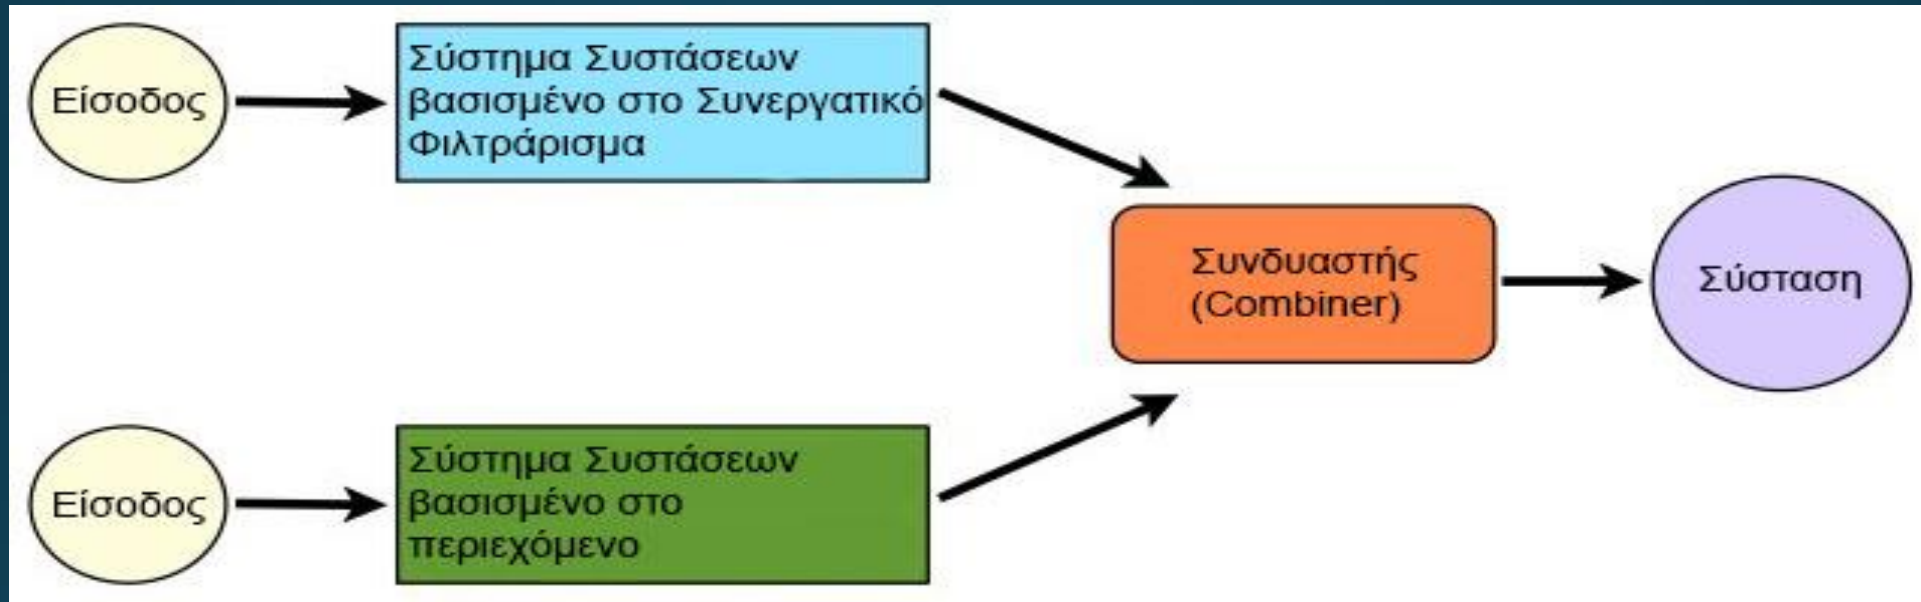 Είσοδος
Σύστημα Συστάσεων
βασισμένο στο Συνεργατικό
Φιλτράρισμα
Συνδυαστής
(Combiner)
Σύσταση
Είσοδος
Σύστημα Συστάσεων
βασισμένο στο
περιεχόμενο